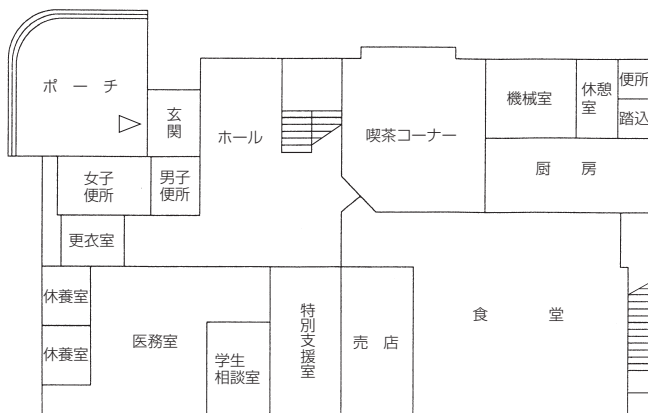 ポーチ
玄関
ホール
喫茶コーナー
機械室
休憩室
便所
踏込
厨房
女子
便所
男子
便所
更衣室
休養室
休養室
医務室
学生
相談室
特別支援室
売店
食堂